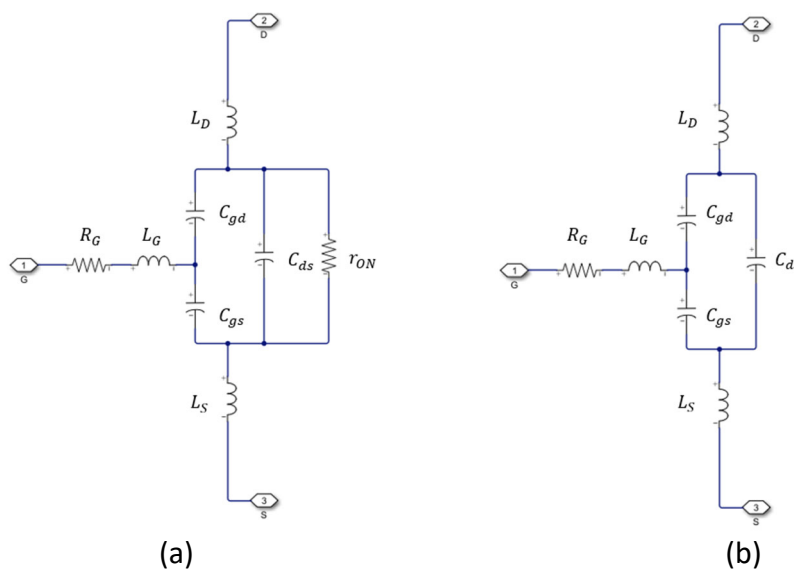 2
D
L_D
C_gd
R_G
L_G
1
G
C_ds
r_ON
C_gs
L_S
3
S
(a)
2
D
L_D
C_gd
R_G
L_G
1
G
C_d
C_gs
L_S
3
S
(b)